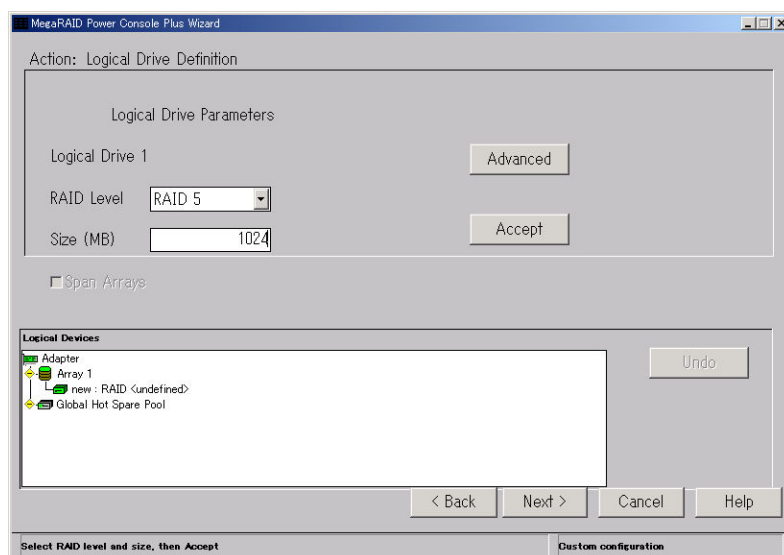 MegaRAID Power Console Plus Wizard
Action: Logical Drive Definition
Logical Drive Parameters
Logical Drive 1
Advanced
RAID Level
RAID 5
Size (MB)
1024
Accept
Span Arrays
Logical Devices
Adapter
Array 1
new : RAID <undefined>
Global Hot Spare Pool
Undo
< Back
Next >
Cancel
Help
Select RAID level and size, then Accept
Custom configuration